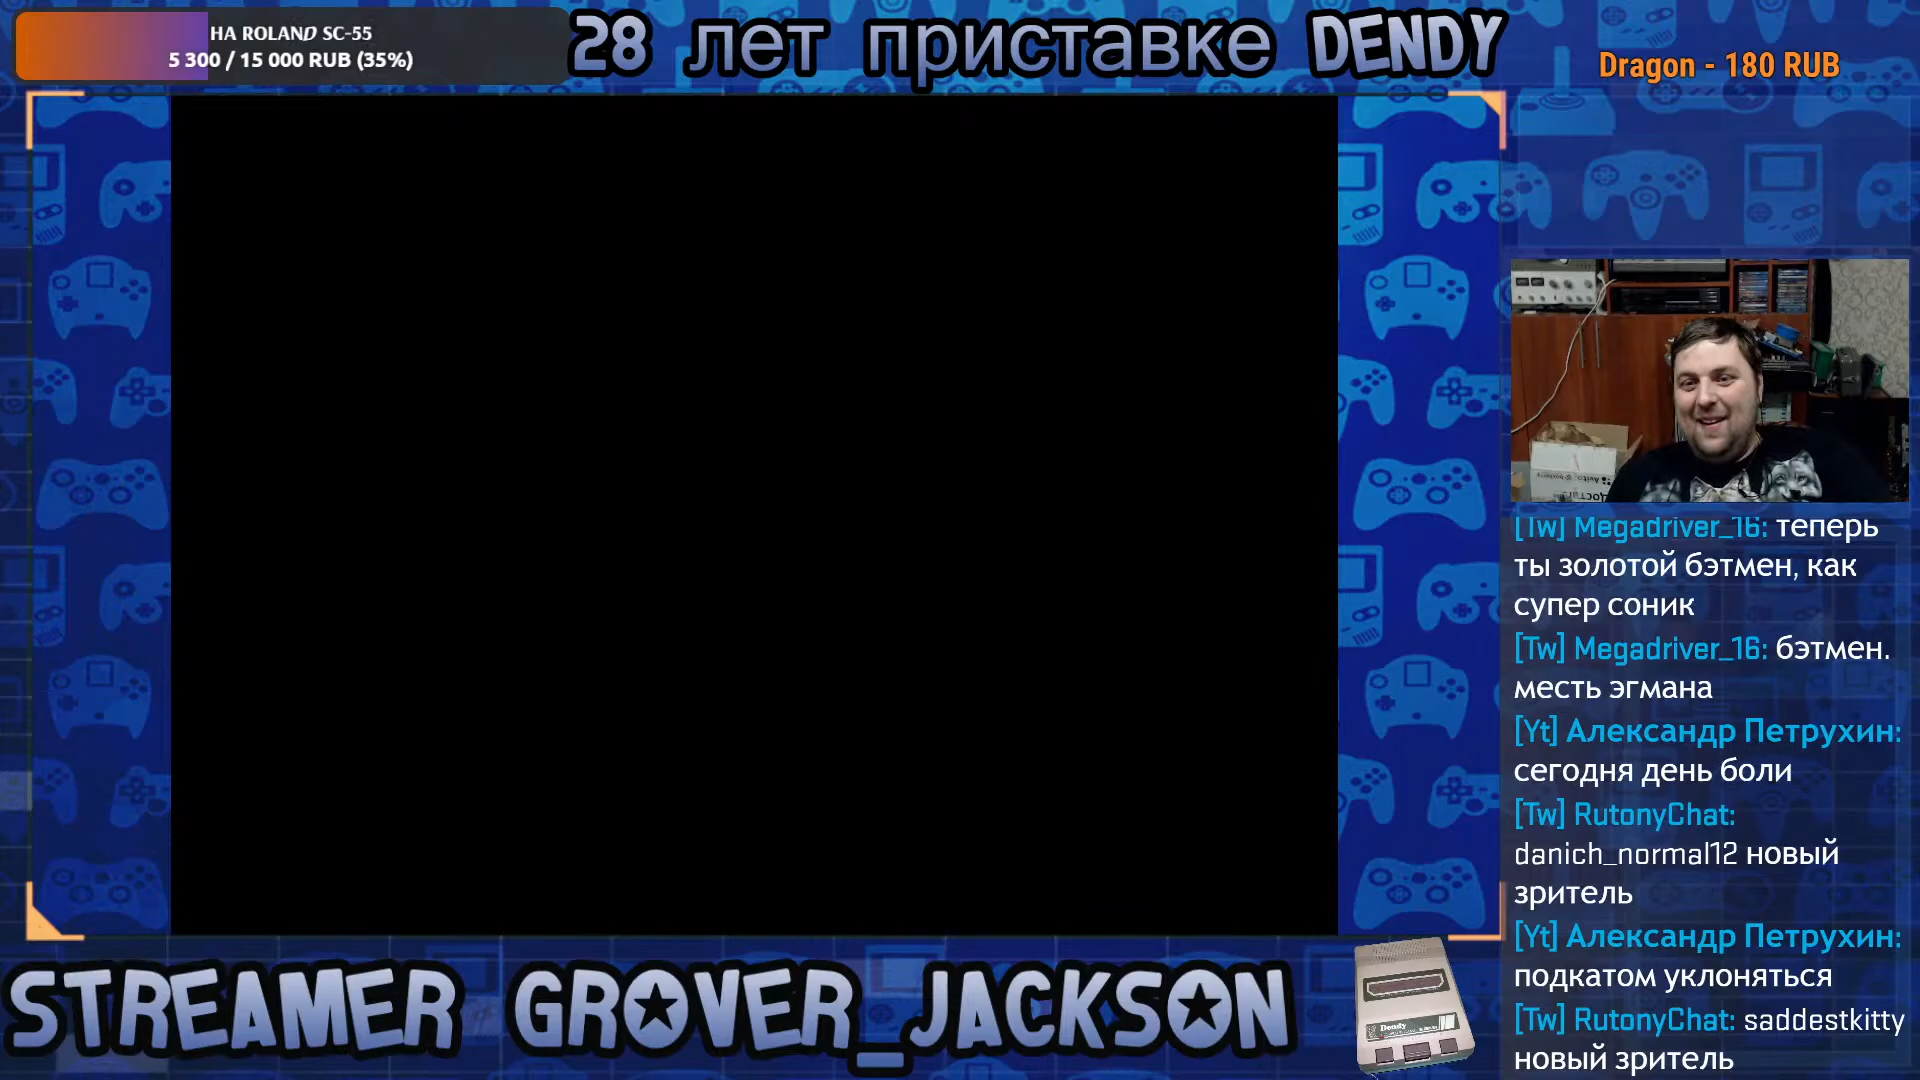 НА ROLAND SC-55
5 300 / 15 000 RUB (35%)
28 лет приставке DENDY
Dragon - 180 RUB
[Tw] Megadriver_16: теперь
ты золотой бэтмен, как
супер соник
[Tw] Megadriver_16: бэтмен.
месть эгмана
[Yt] Александр Петрухин:
сегодня день боли
[Tw] RutonyChat:
danich_normal12 новый
зритель
[Yt] Александр Петрухин:
подкатом уклоняться
[Tw] RutonyChat: saddestkitty
новый зритель
STREAMER GROVER_JACKSON
Dendy